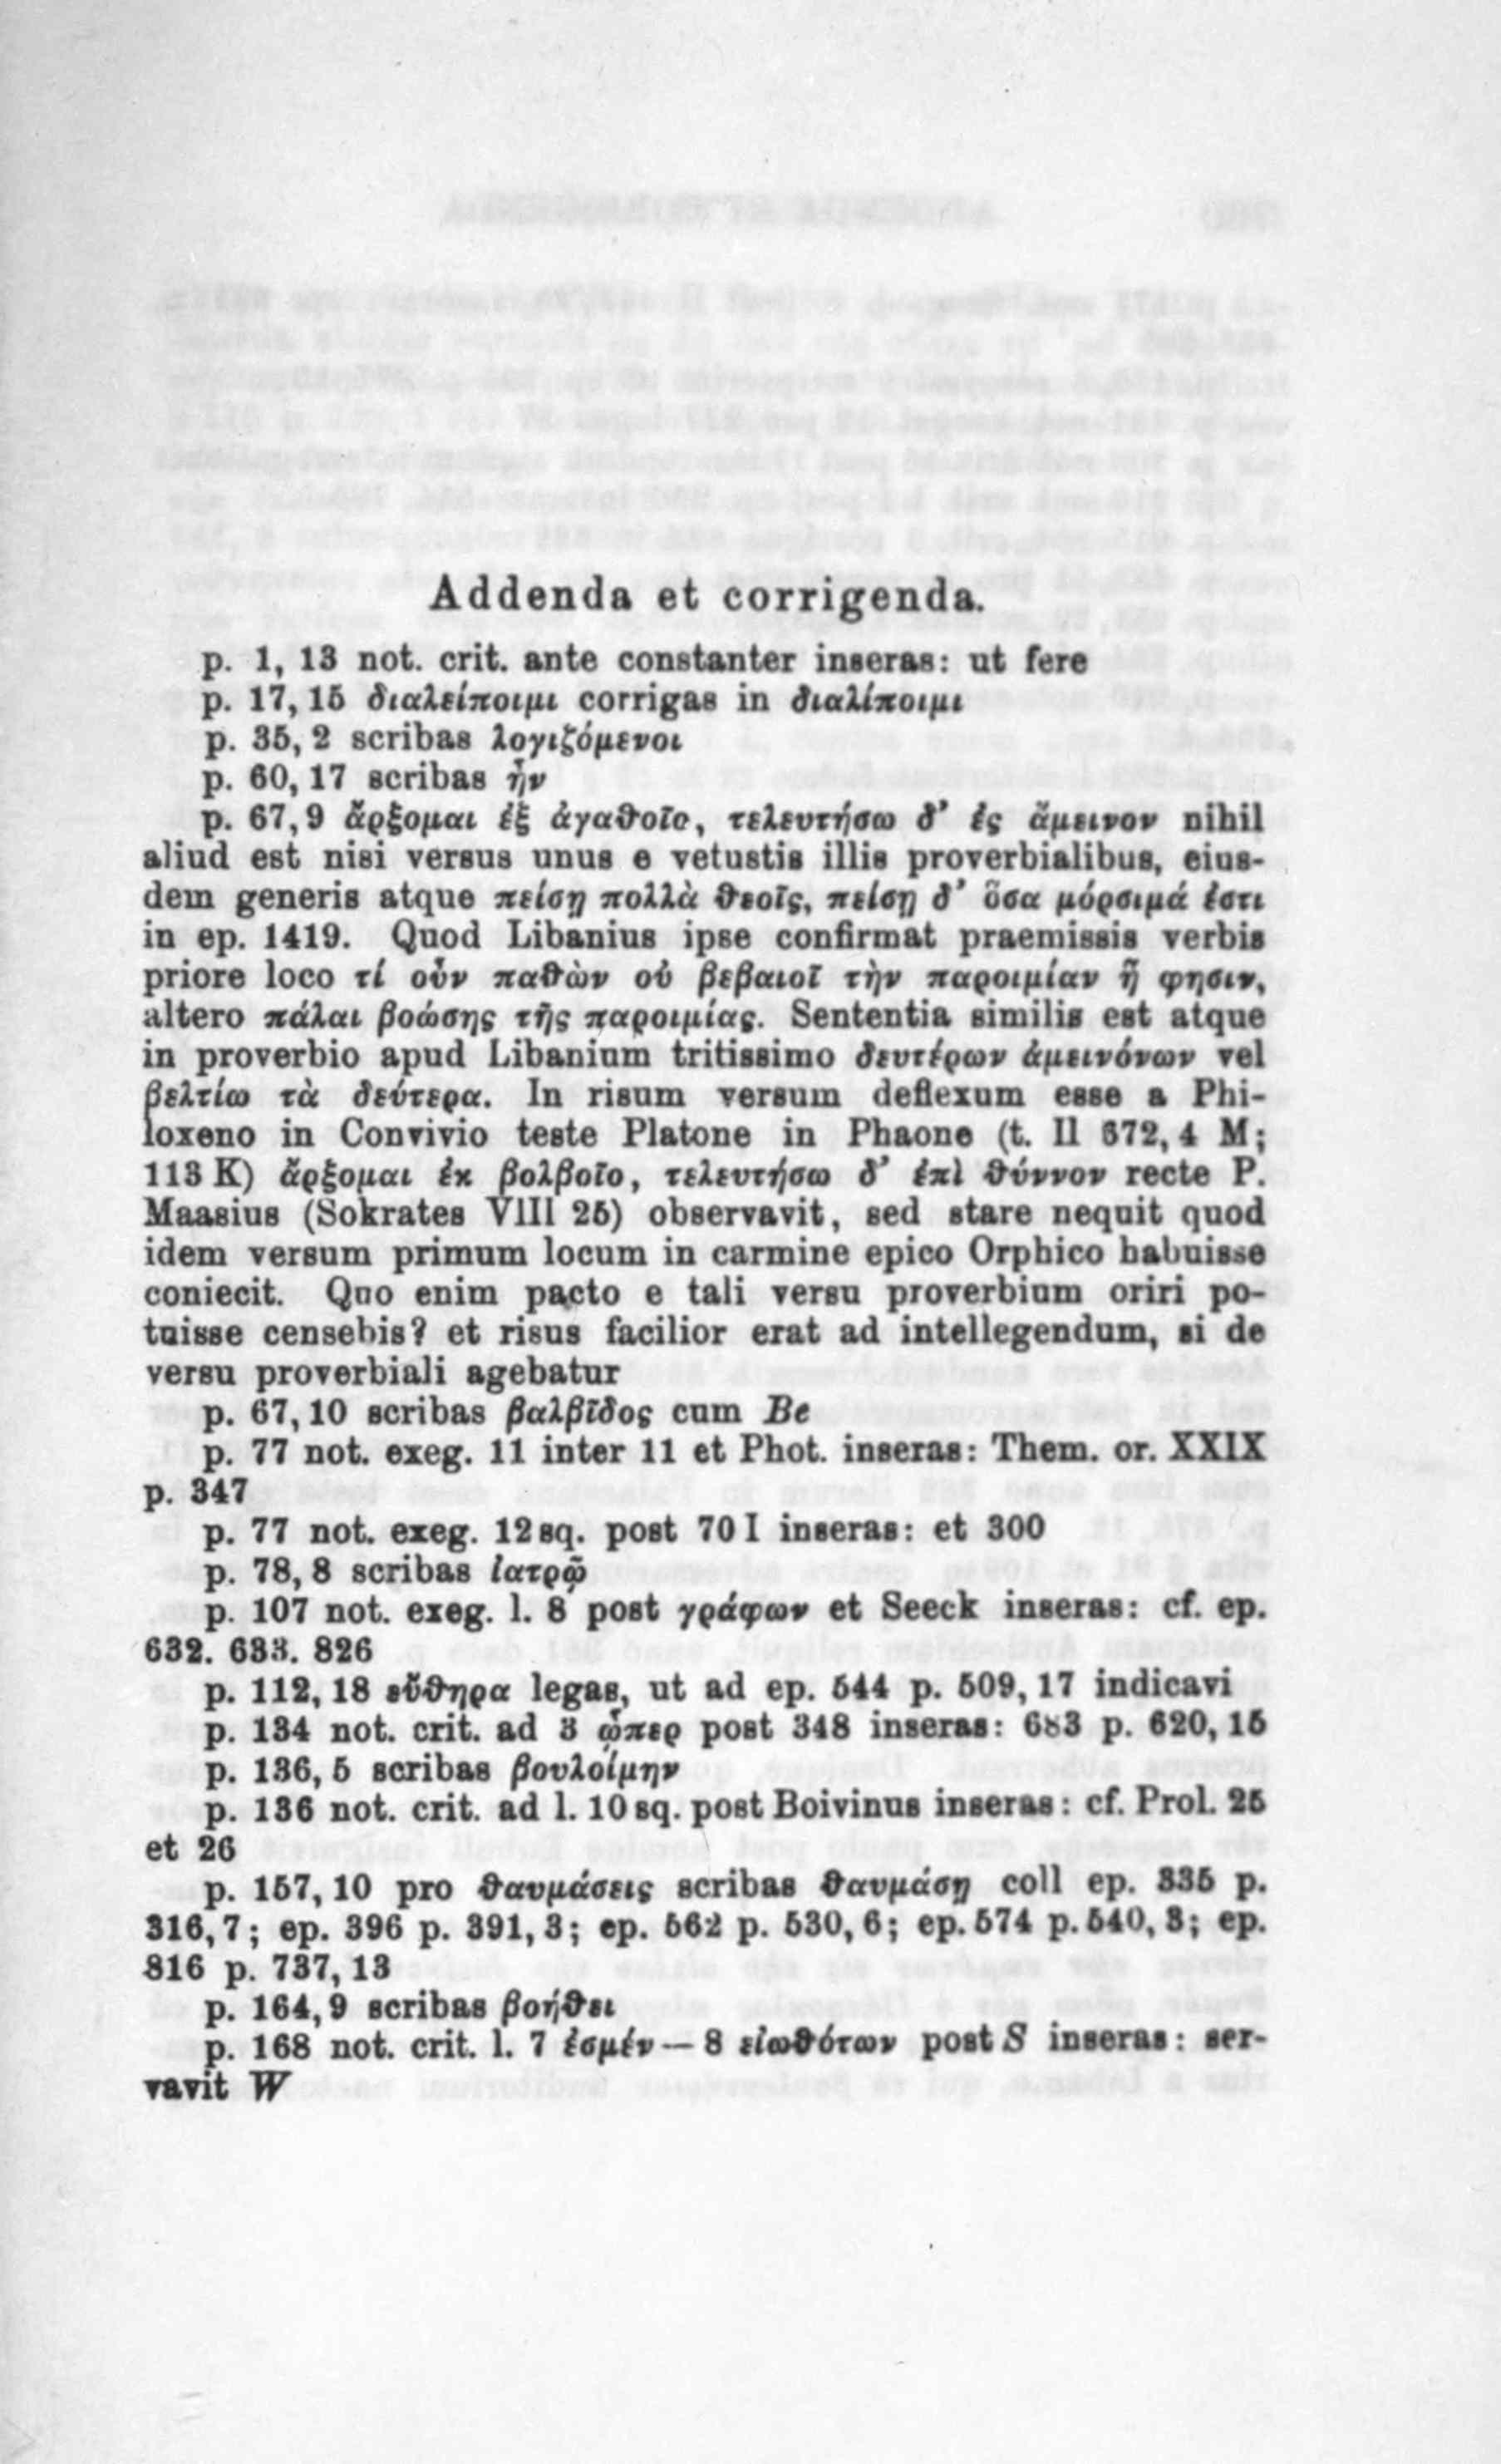 Addenda et corrigenda.
p. 1, 13 not. crit. ante constanter inseras: ut fere
p. 17, 15 διαλείποιμι corrigas in διαλίποιμι
p. 35, 2 scribas λογιζόμενοι
p. 60, 17 scribas ἦν
p. 67, 9 ἄρξομαι ἐξ ἀγαθοῖο, τελευτήσω δ’ ἐς ἄμεινον nihil
aliud est nisi versus unus e vetustis illis proverbialibus, eius-
dem generis atque πείσῃ πολλὰ θεοῖς, πείσῃ δ’ ὅσα μόρσιμά ἐστι
in ep. 1419. Quod Libanius ipse confirmat praemissis verbis
priore loco τί οὖν παθὼν οὐ βεβαιοῖ τὴν παροιμίαν ἥ φησιν,
altero πάλαι βοώσης τῆς παροιμίας. Sententia similis est atque
in proverbio apud Libanium tritissimo δευτέρων ἀμεινόνων vel
βελτίω τὰ δεύτερα. In risum versum deflexum esse a Phi-
loxeno in Convivio teste Platone in Phaone (t. II 672, 4 M;
113 K) ἄρξομαι ἐκ βολβοῖο, τελευτήσω δ’ ἐπὶ θύννον recte P.
Maasius (Sokrates VIII 25) observavit, sed stare nequit quod
idem versum primum locum in carmine epico Orphico habuisse
coniecit. Quo enim pacto e tali versu proverbium oriri po-
tuisse censebis? et risus facilior erat ad intellegendum, si de
versu proverbiali agebatur
p. 67, 10 scribas βαλβῖδος cum Be
p. 77 not. exeg. 11 inter 11 et Phot. inseras: Them. or. XXIX
p. 347
p. 77 not. exeg. 12 sq. post 70 I inseras: et 300
p. 78, 8 scribas ἰατρῷ
p. 107 not. exeg. l. 8 post γράφων et Seeck inseras: cf. ep.
632. 633. 826
p. 112, 18 εὔθηρα legas, ut ad ep. 544 p. 509, 17 indicavi
p. 134 not. crit. ad 3 ᾧπερ post 348 inseras: 683 p. 620, 15
p. 136, 5 scribas βουλοίμην
p. 136 not. crit. ad l. 10 sq. post Boivinus inseras: cf. Prol. 25
et 26
p. 157, 10 pro θαυμάσεις scribas θαυμάσῃ coll ep. 335 p.
316, 7; ep. 396 p. 391, 3; ep. 562 p. 530, 6; ep. 574 p. 540, 3; ep.
816 p. 737, 13
p. 164, 9 scribas βοήθει
p. 168 not. crit. l. 7 ἐσμέν — 8 εἰωθότων post S inseras: ser-
vavit W